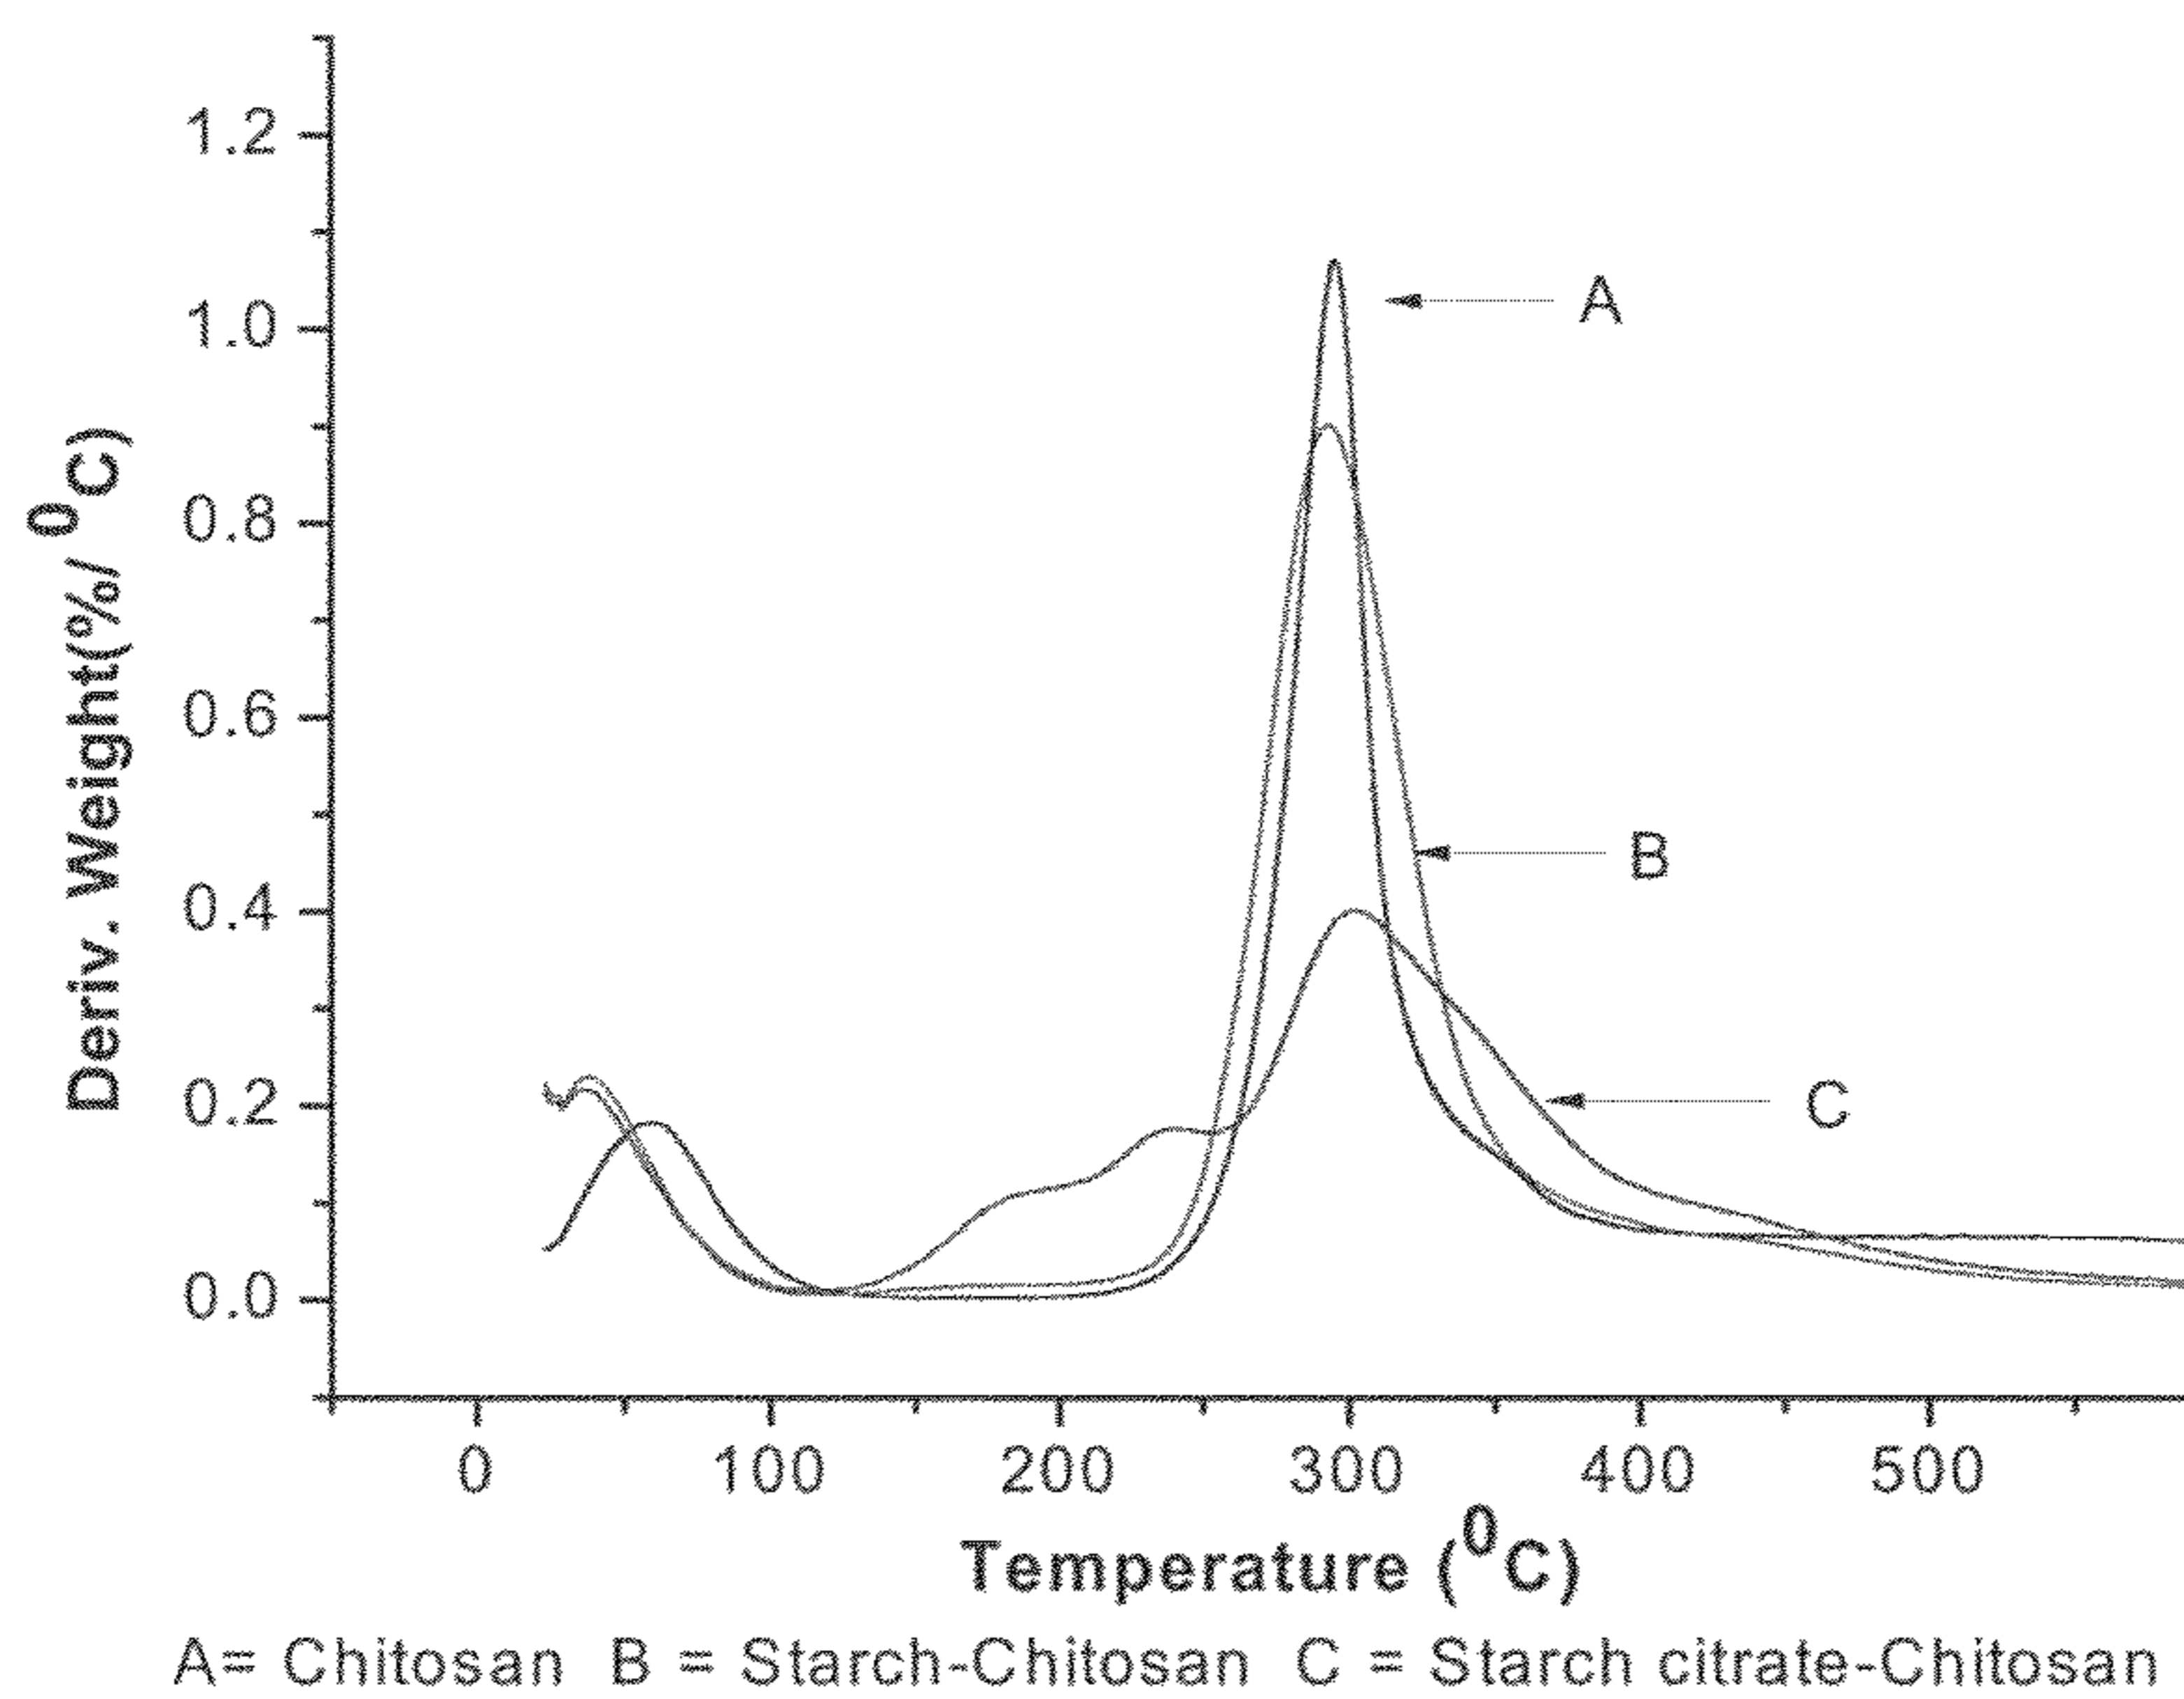 1.2
1.0
0.8
0.6
0.4
0.2
0.0
Deriv. Weight(%/ ⁰C)
A
B
C
0 100 200 300 400 500
Temperature (⁰C)
A= Chitosan B = Starch-Chitosan C = Starch citrate-Chitosan